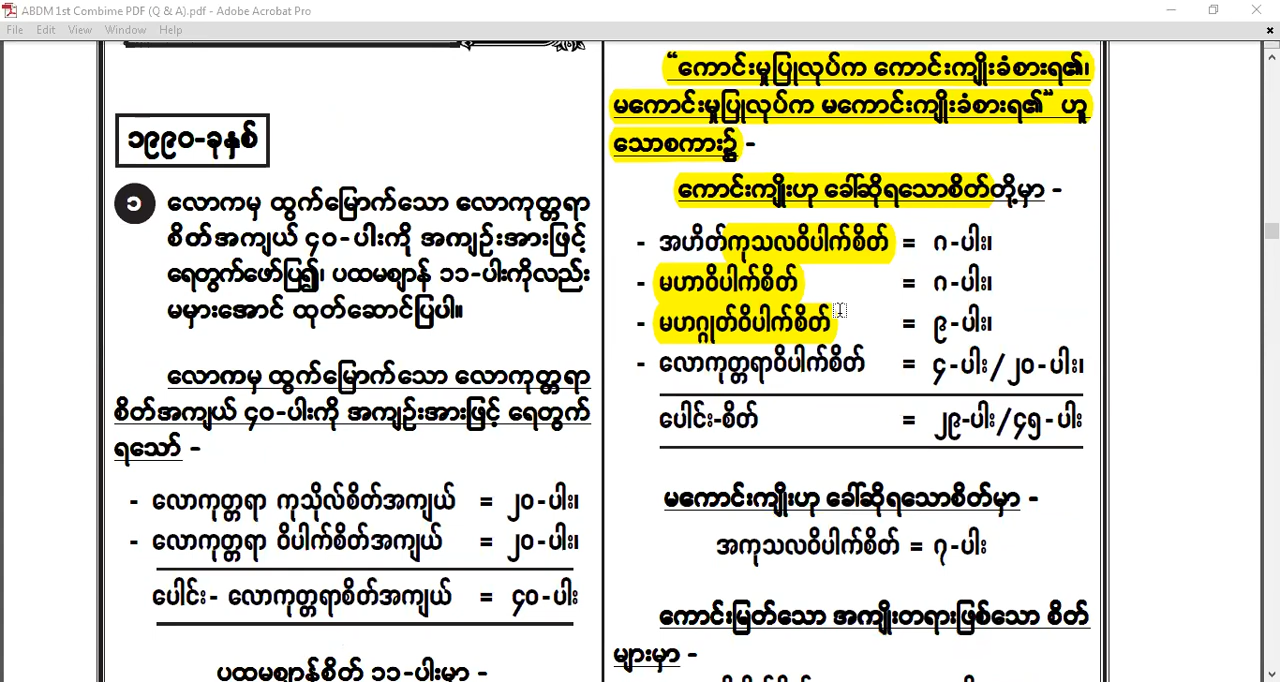 ABDM 1st Combime PDF (Q & A).pdf - Adobe Acrobat Pro
File Edit View Window Help
၁၉၉၀-ခုနှစ်
၁ လောကမှ ထွက်မြောက်သော လောကုတ္တရာ
စိတ်အကျယ် ၄၀-ပါးကို အကျဉ်းအားဖြင့်
ရေတွက်ဖော်ပြ၍၊ ပထမဈာန် ၁၁-ပါးကိုလည်း
မမှားအောင် ထုတ်ဆောင်ပြပါ။
လောကမှ ထွက်မြောက်သော လောကုတ္တရာ
စိတ်အကျယ် ၄၀-ပါးကို အကျဉ်းအားဖြင့် ရေတွက်
ရသော် -
- လောကုတ္တရာ ကုသိုလ်စိတ်အကျယ် = ၂၀-ပါး၊
- လောကုတ္တရာ ဝိပါက်စိတ်အကျယ် = ၂၀-ပါး၊
ပေါင်း- လောကုတ္တရာစိတ်အကျယ် = ၄၀-ပါး
ပထမဈာန်စိတ် ၁၁-ပါးမှာ -
“ကောင်းမှုပြုလုပ်က ကောင်းကျိုးခံစားရ၏၊
မကောင်းမှုပြုလုပ်က မကောင်းကျိုးခံစားရ၏“ ဟူ
သောစကား၌ -
ကောင်းကျိုးဟု ခေါ်ဆိုရသောစိတ်တို့မှာ -
- အဟိတ်ကုသလဝိပါက်စိတ် = ၈-ပါး၊
- မဟာဝိပါက်စိတ် = ၈-ပါး၊
- မဟဂ္ဂုတ်ဝိပါက်စိတ် = ၉-ပါး၊
- လောကုတ္တရာဝိပါက်စိတ် = ၄-ပါး/၂၀-ပါး၊
ပေါင်း-စိတ် = ၂၉-ပါး/၄၅-ပါး
မကောင်းကျိုးဟု ခေါ်ဆိုရသောစိတ်မှာ -
အကုသလဝိပါက်စိတ် = ၇-ပါး
ကောင်းမြတ်သော အကျိုးတရားဖြစ်သော စိတ်
များမှာ -